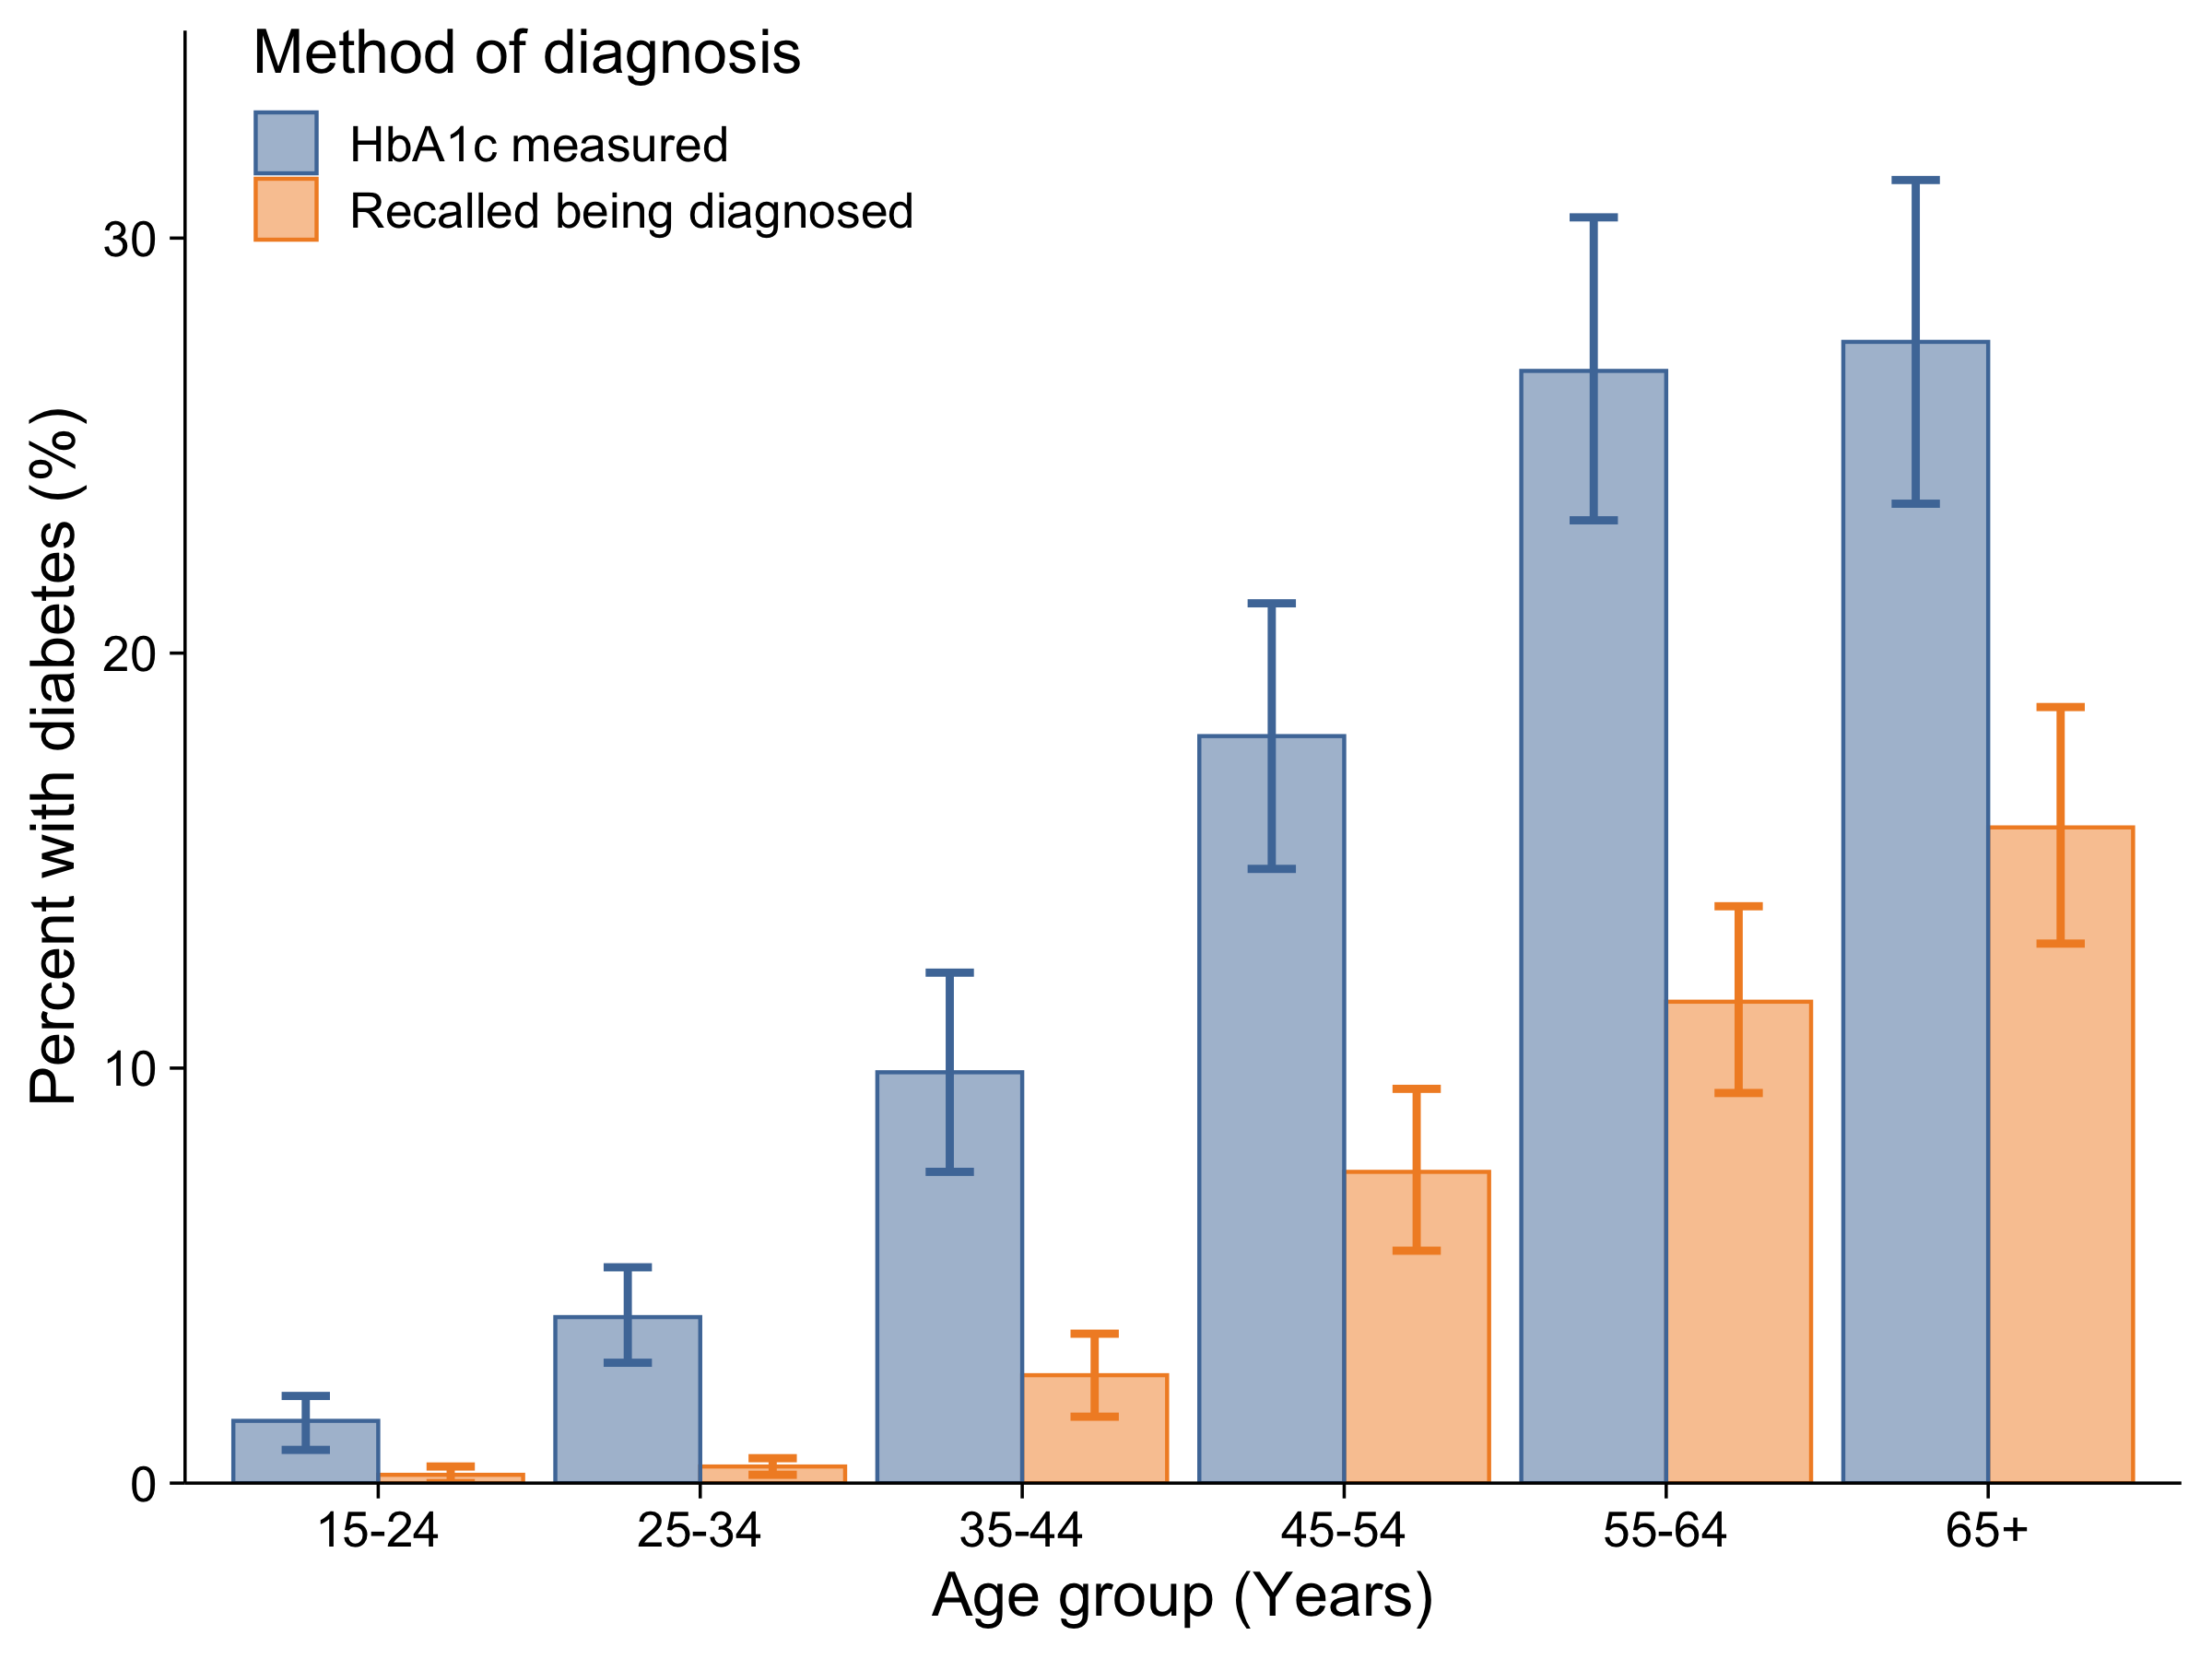 Method of diagnosis
HbA1c measured
Recalled being diagnosed
Percent with diabetes (%)
30
20
10
0
15-24
25-34
35-44
45-54
55-64
65+
Age group (Years)